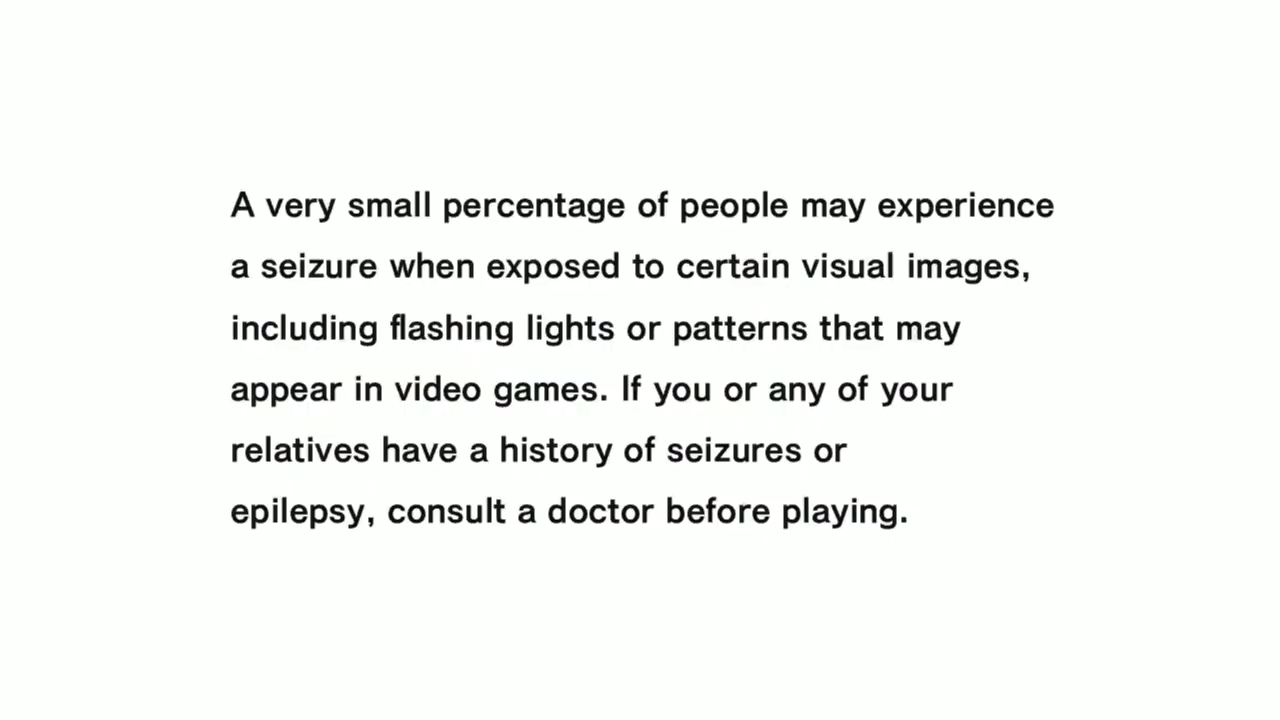 A very small percentage of people may experience
a seizure when exposed to certain visual images,
including flashing lights or patterns that may
appear in video games. If you or any of your
relatives have a history of seizures or
epilepsy, consult a doctor before playing.